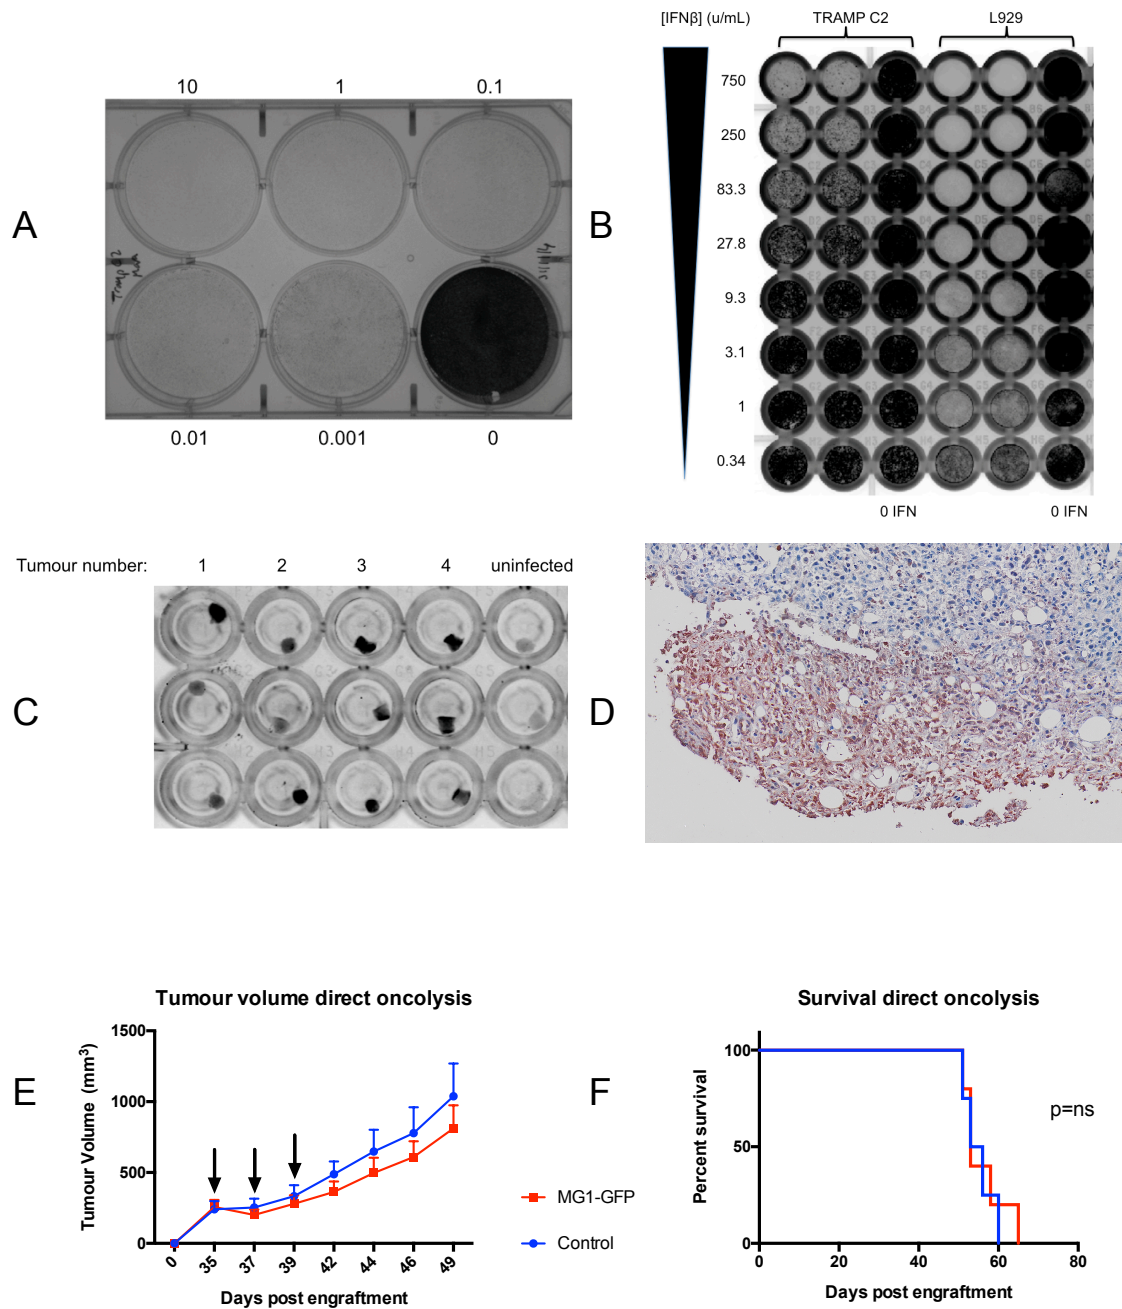 [IFNβ] (u/mL)
TRAMP C2
L929
10
1
0.1
A
0.01
0.001
0
B
750
250
83.3
27.8
9.3
3.1
1
0.34
0 IFN
0 IFN
Tumour number:
1
2
3
4
uninfected
C
D
Tumour volume direct oncolysis
E
Tumour Volume (mm³)
1500
1000
500
0
0
35
37
39
42
44
46
49
Days post engraftment
MG1-GFP
Control
Survival direct oncolysis
F
Percent survival
100
50
0
p=ns
0
20
40
60
80
Days post engraftment